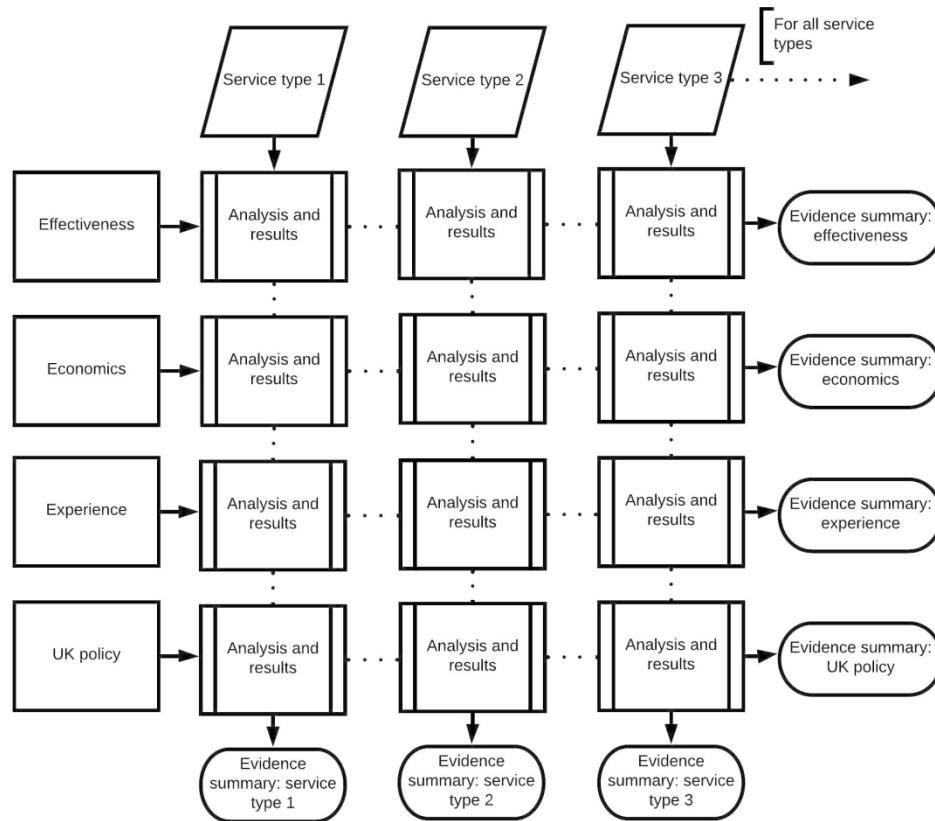 For all service
types
Service type 1
Service type 2
Service type 3
Effectiveness
Analysis and
results
Analysis and
results
Analysis and
results
Evidence summary:
effectiveness
Economics
Analysis and
results
Analysis and
results
Analysis and
results
Evidence summary:
economics
Experience
Analysis and
results
Analysis and
results
Analysis and
results
Evidence summary:
experience
UK policy
Analysis and
results
Analysis and
results
Analysis and
results
Evidence summary:
UK policy
Evidence
summary: service
type 1
Evidence
summary: service
type 2
Evidence
summary: service
type 3